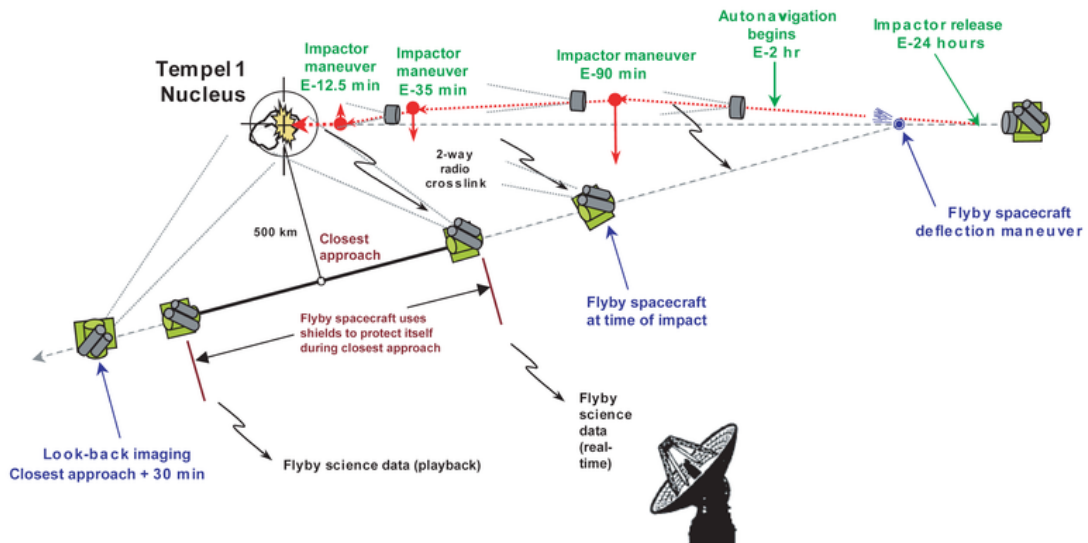 Tempel 1
Nucleus
Impactor
maneuver
E-12.5 min
Impactor
maneuver
E-35 min
Impactor maneuver
E-90 min
Autonavigation
begins
E-2 hr
Impactor release
E-24 hours
2-way
radio
crosslink
500 km
Closest
approach
Flyby spacecraft
deflection maneuver
Flyby spacecraft
at time of impact
Flyby spacecraft uses
shields to protect itself
during closest approach
Look-back imaging
Closest approach + 30 min
Flyby science data (playback)
Flyby
science
data
(real-
time)